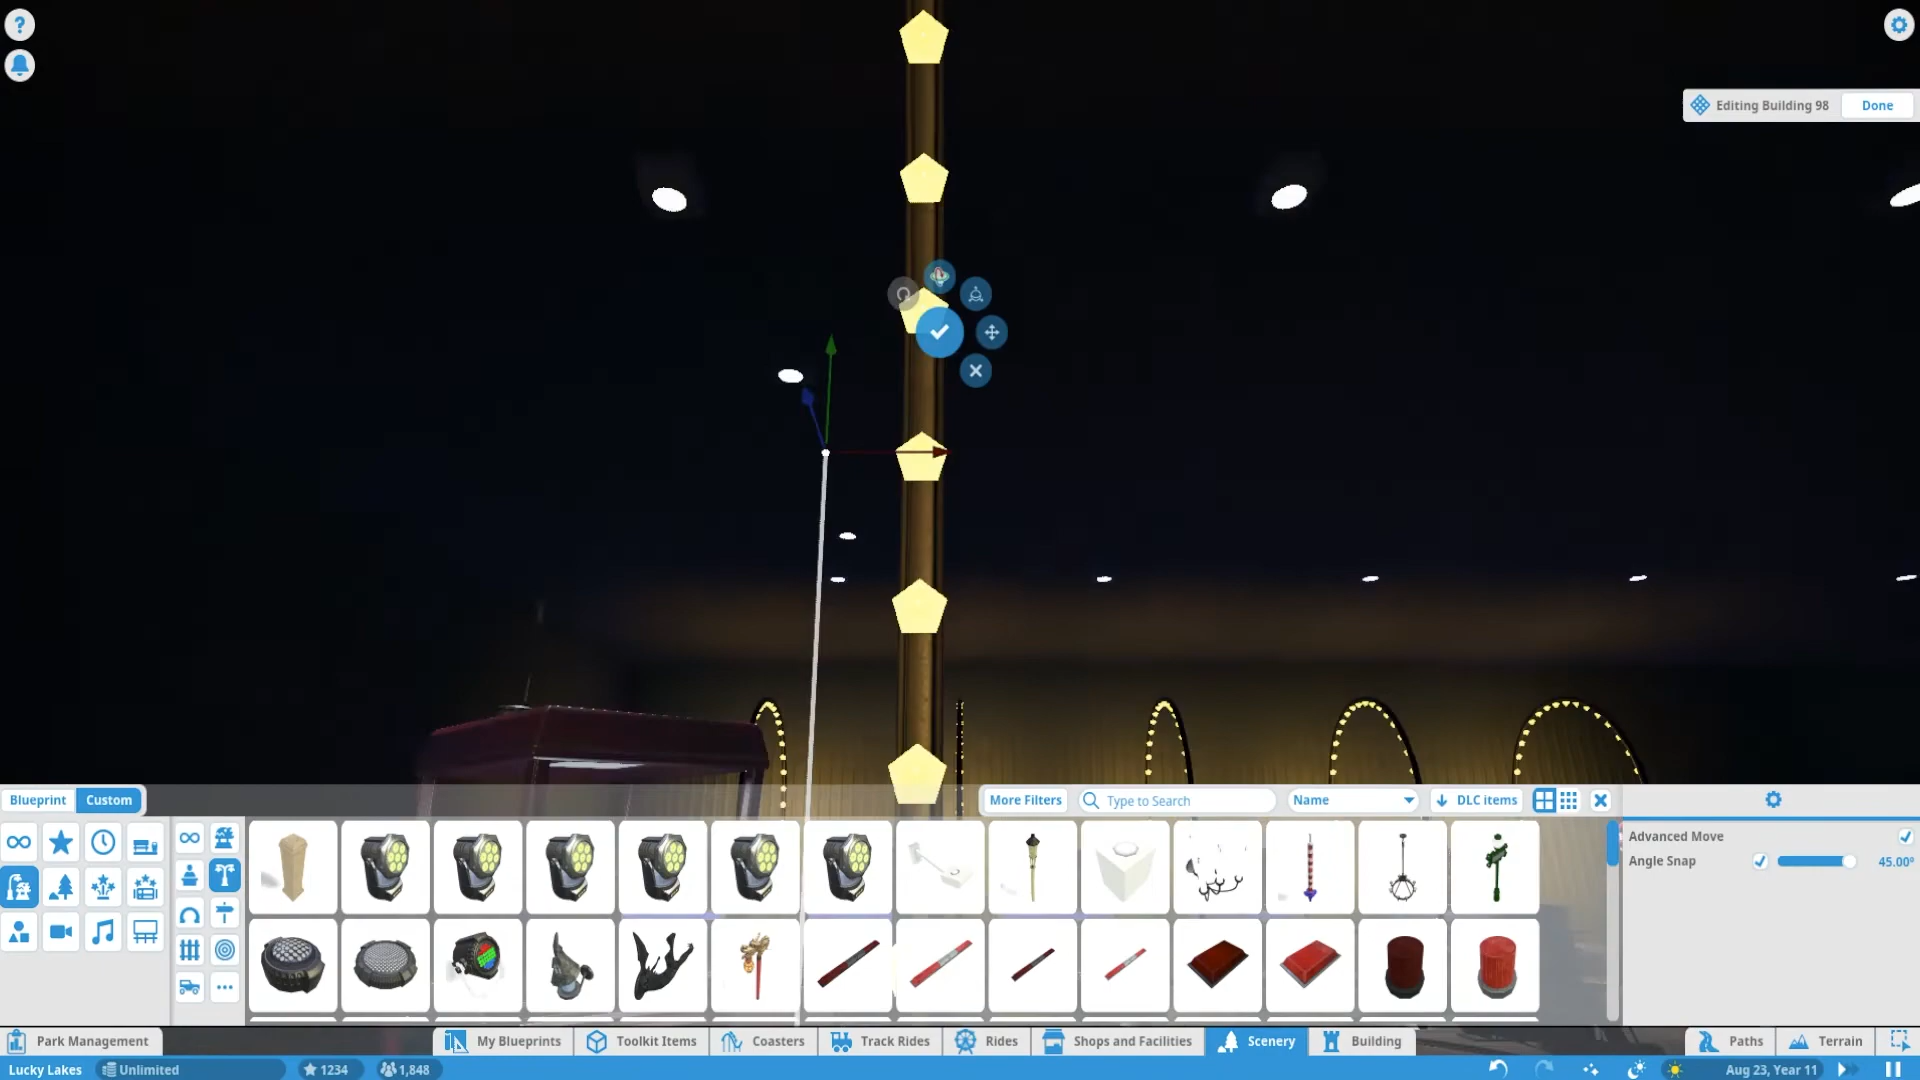 ?
Editing Building 98 Done
Blueprint Custom
More Filters Type to Search Name DLC items
Advanced Move
Angle Snap 45.00°
Park Management My Blueprints Toolkit Items Coasters Track Rides Rides Shops and Facilities Scenery Building Paths Terrain
Lucky Lakes Unlimited 1234 1,848 Aug 23, Year 11